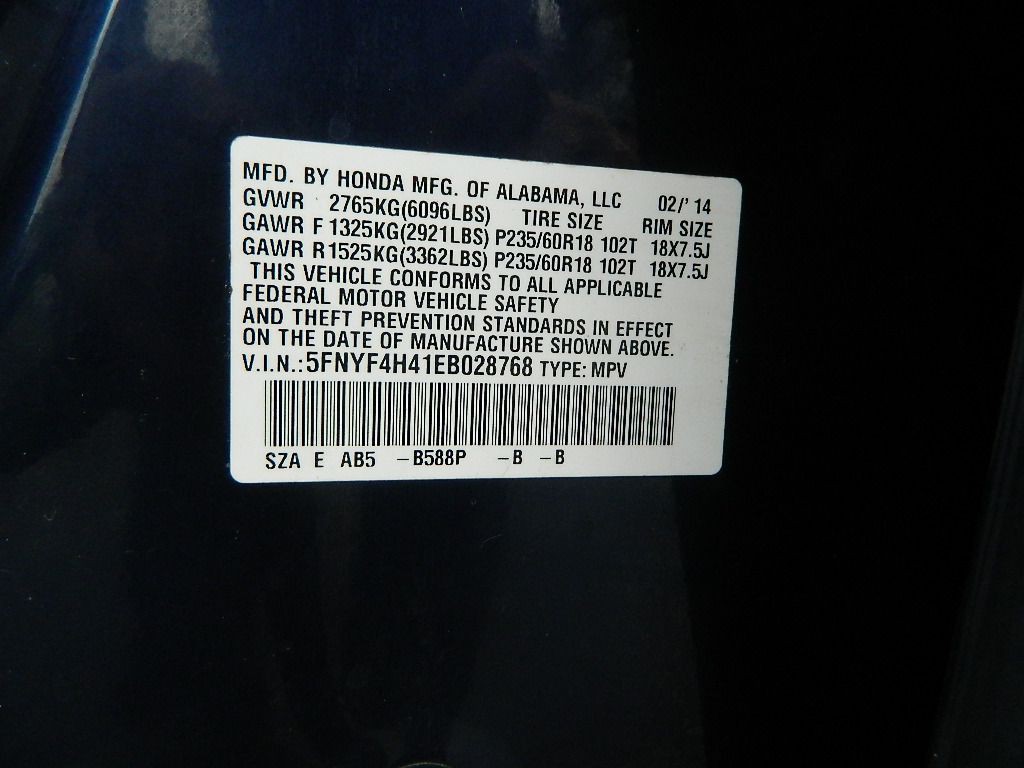 MFD. BY HONDA MFG. OF ALABAMA, LLC 02/'14
GVWR 2765KG(6096LBS) TIRE SIZE RIM SIZE
GAWR F 1325KG(2921LBS) P235/60R18 102T 18X7.5J
GAWR R 1525KG(3362LBS) P235/60R18 102T 18X7.5J
THIS VEHICLE CONFORMS TO ALL APPLICABLE
FEDERAL MOTOR VEHICLE SAFETY
AND THEFT PREVENTION STANDARDS IN EFFECT
ON THE DATE OF MANUFACTURE SHOWN ABOVE.
V.I.N.:5FNYF4H41EB028768 TYPE: MPV
SZA E AB5 -B588P -B -B